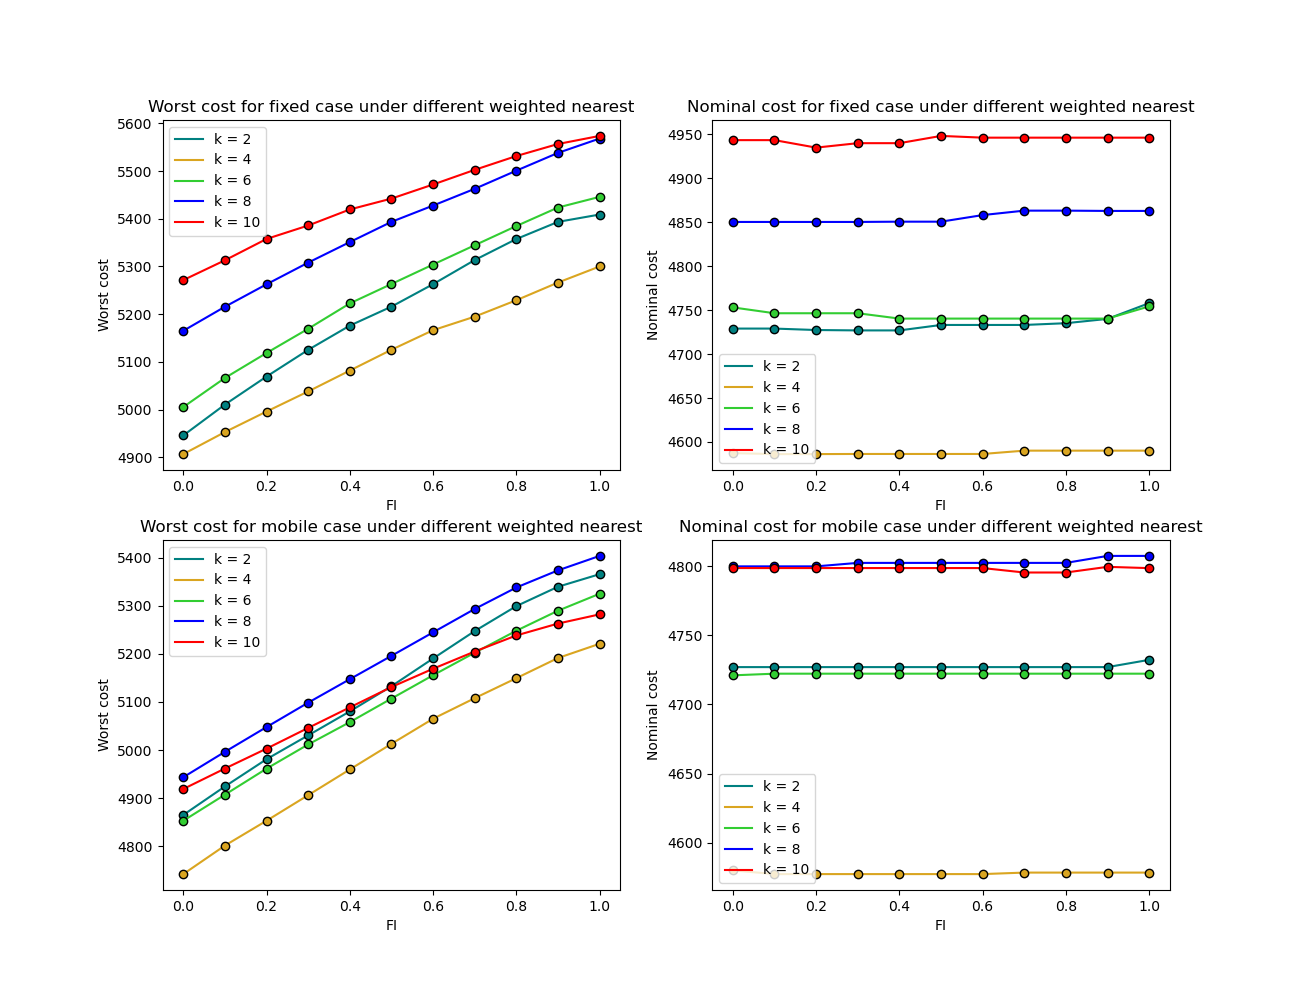 Worst cost for fixed case under different weighted nearest
5600
5500
5400
5300
5200
5100
5000
4900
Worst cost
k = 2
k = 4
k = 6
k = 8
k = 10
0.0 0.2 0.4 0.6 0.8 1.0
FI
Nominal cost for fixed case under different weighted nearest
4950
4900
4850
4800
4750
4700
4650
4600
Nominal cost
k = 2
k = 4
k = 6
k = 8
k = 10
0.0 0.2 0.4 0.6 0.8 1.0
FI
Worst cost for mobile case under different weighted nearest
5400
5300
5200
5100
5000
4900
4800
Worst cost
k = 2
k = 4
k = 6
k = 8
k = 10
0.0 0.2 0.4 0.6 0.8 1.0
FI
Nominal cost for mobile case under different weighted nearest
4800
4750
4700
4650
4600
Nominal cost
k = 2
k = 4
k = 6
k = 8
k = 10
0.0 0.2 0.4 0.6 0.8 1.0
FI